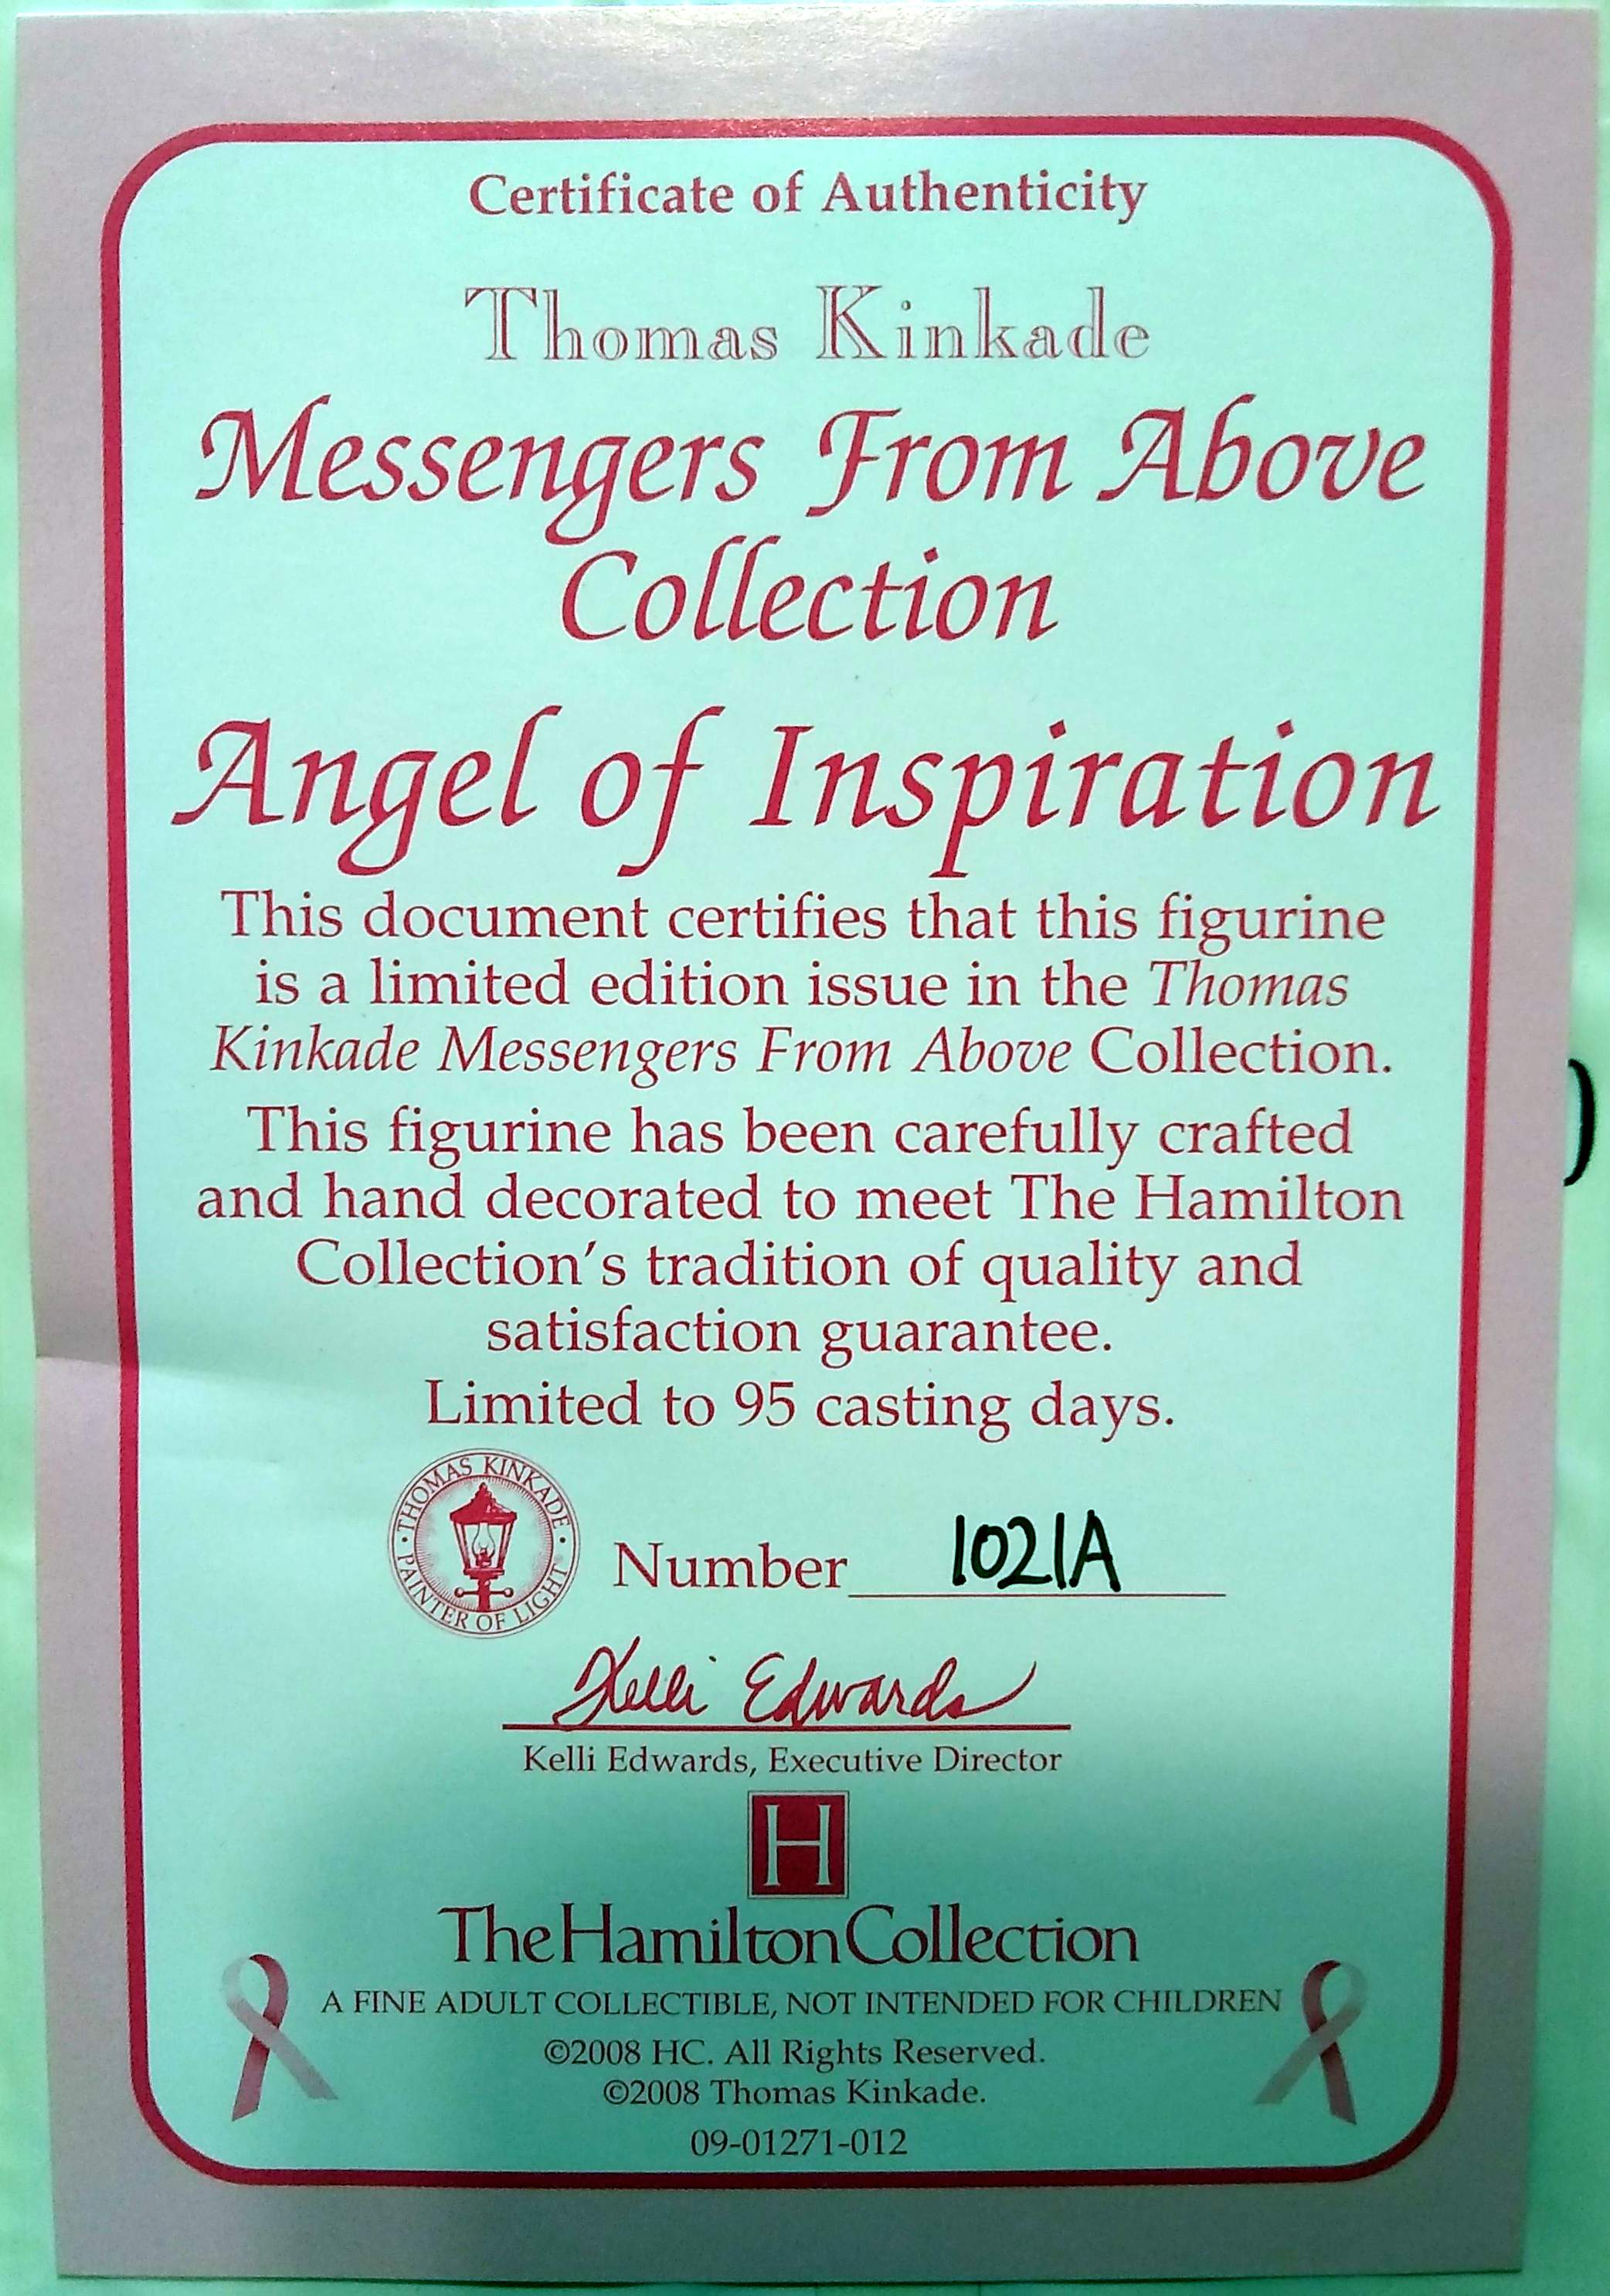 Certificate of Authenticity
Thomas Kinkade
Messengers From Above
Collection
Angel of Inspiration
This document certifies that this figurine
is a limited edition issue in the Thomas
Kinkade Messengers From Above Collection.
This figurine has been carefully crafted
and hand decorated to meet The Hamilton
Collection's tradition of quality and
satisfaction guarantee.
Limited to 95 casting days.
THOMAS KINKADE · PAINTER OF LIGHT ·
Number 1021A
Kelli Edwards
Kelli Edwards, Executive Director
H
The Hamilton Collection
A FINE ADULT COLLECTIBLE, NOT INTENDED FOR CHILDREN
©2008 HC. All Rights Reserved.
©2008 Thomas Kinkade.
09-01271-012